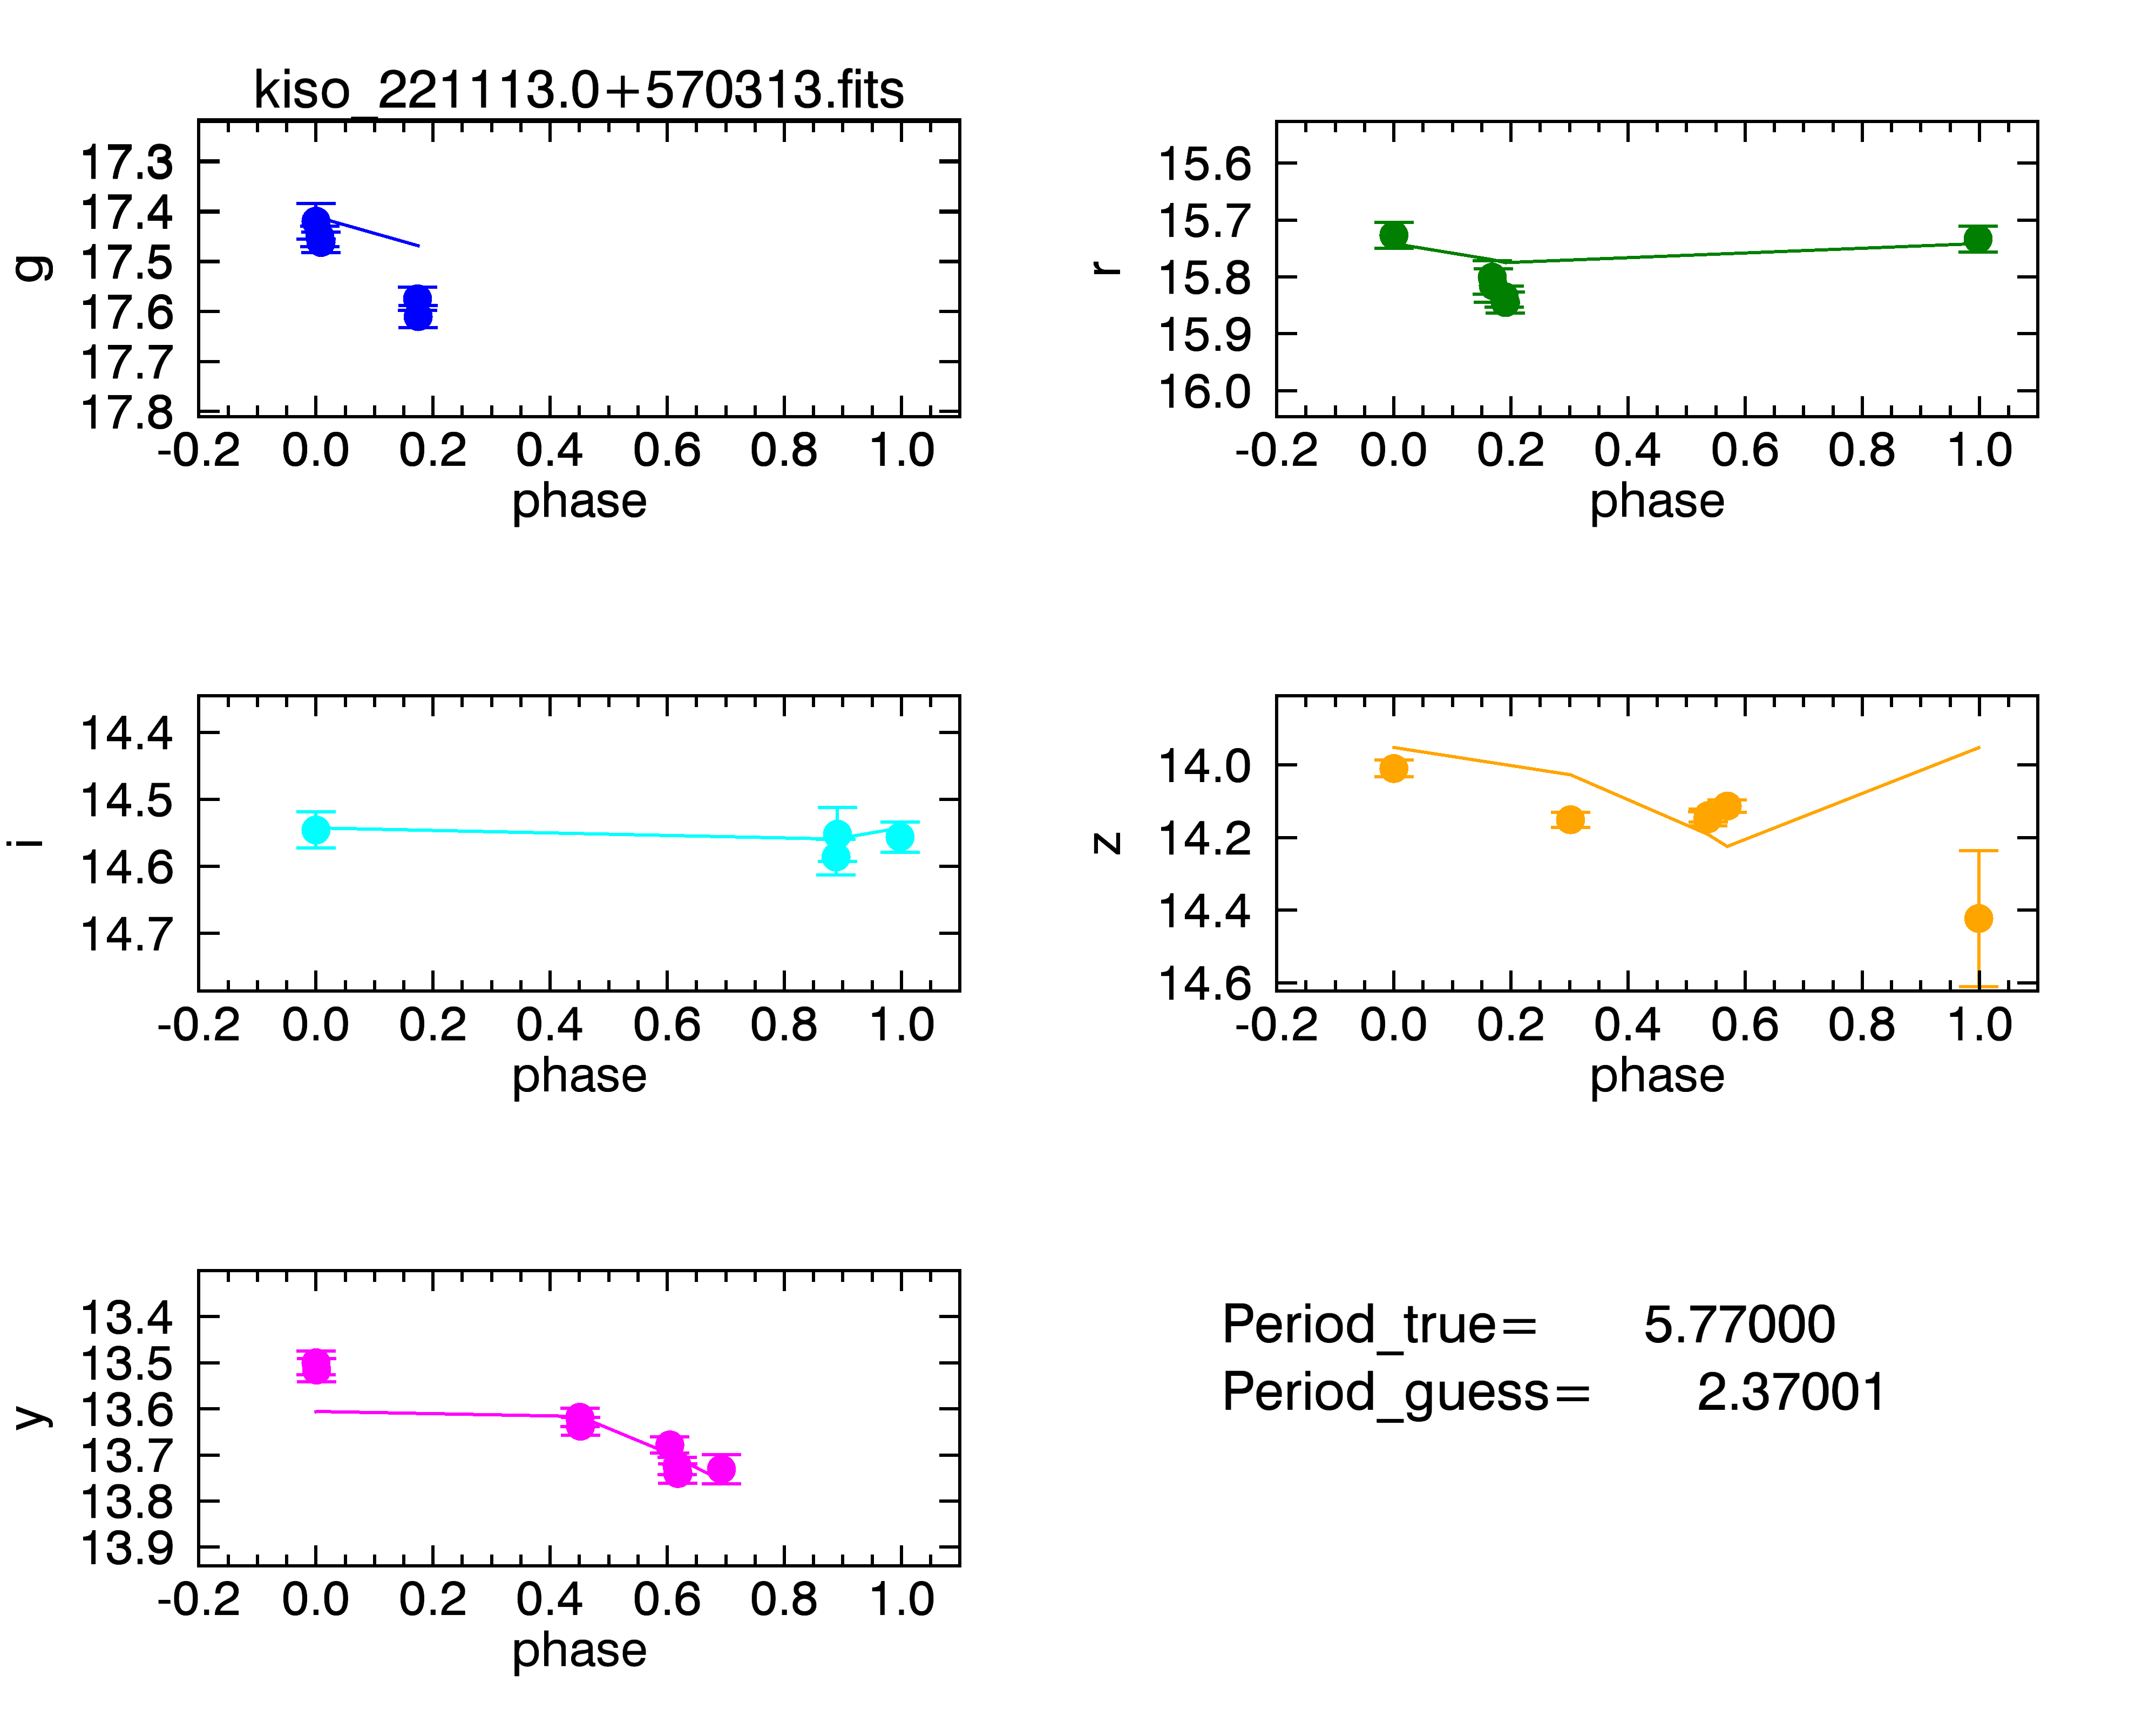 kiso_221113.0+570313.fits
17.3
17.4
17.5
17.6
17.7
17.8
g
-0.2 0.0 0.2 0.4 0.6 0.8 1.0
phase
15.6
15.7
15.8
15.9
16.0
r
-0.2 0.0 0.2 0.4 0.6 0.8 1.0
phase
14.4
14.5
14.6
14.7
i
-0.2 0.0 0.2 0.4 0.6 0.8 1.0
phase
14.0
14.2
14.4
14.6
z
-0.2 0.0 0.2 0.4 0.6 0.8 1.0
phase
13.4
13.5
13.6
13.7
13.8
13.9
y
-0.2 0.0 0.2 0.4 0.6 0.8 1.0
phase
Period_true= 5.77000
Period_guess= 2.37001